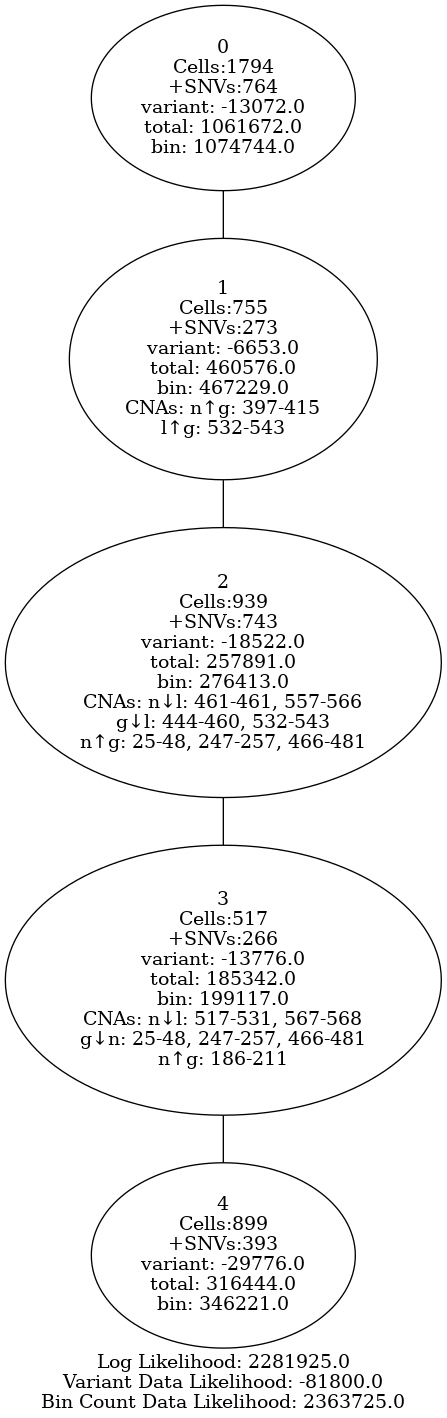 0
Cells:1794
+SNVs:764
variant: -13072.0
total: 1061672.0
bin: 1074744.0
1
Cells:755
+SNVs:273
variant: -6653.0
total: 460576.0
bin: 467229.0
CNAs: n↑g: 397-415
l↑g: 532-543
2
Cells:939
+SNVs:743
variant: -18522.0
total: 257891.0
bin: 276413.0
CNAs: n↓l: 461-461, 557-566
g↓l: 444-460, 532-543
n↑g: 25-48, 247-257, 466-481
3
Cells:517
+SNVs:266
variant: -13776.0
total: 185342.0
bin: 199117.0
CNAs: n↓l: 517-531, 567-568
g↓n: 25-48, 247-257, 466-481
n↑g: 186-211
4
Cells:899
+SNVs:393
variant: -29776.0
total: 316444.0
bin: 346221.0
Log Likelihood: 2281925.0
Variant Data Likelihood: -81800.0
Bin Count Data Likelihood: 2363725.0